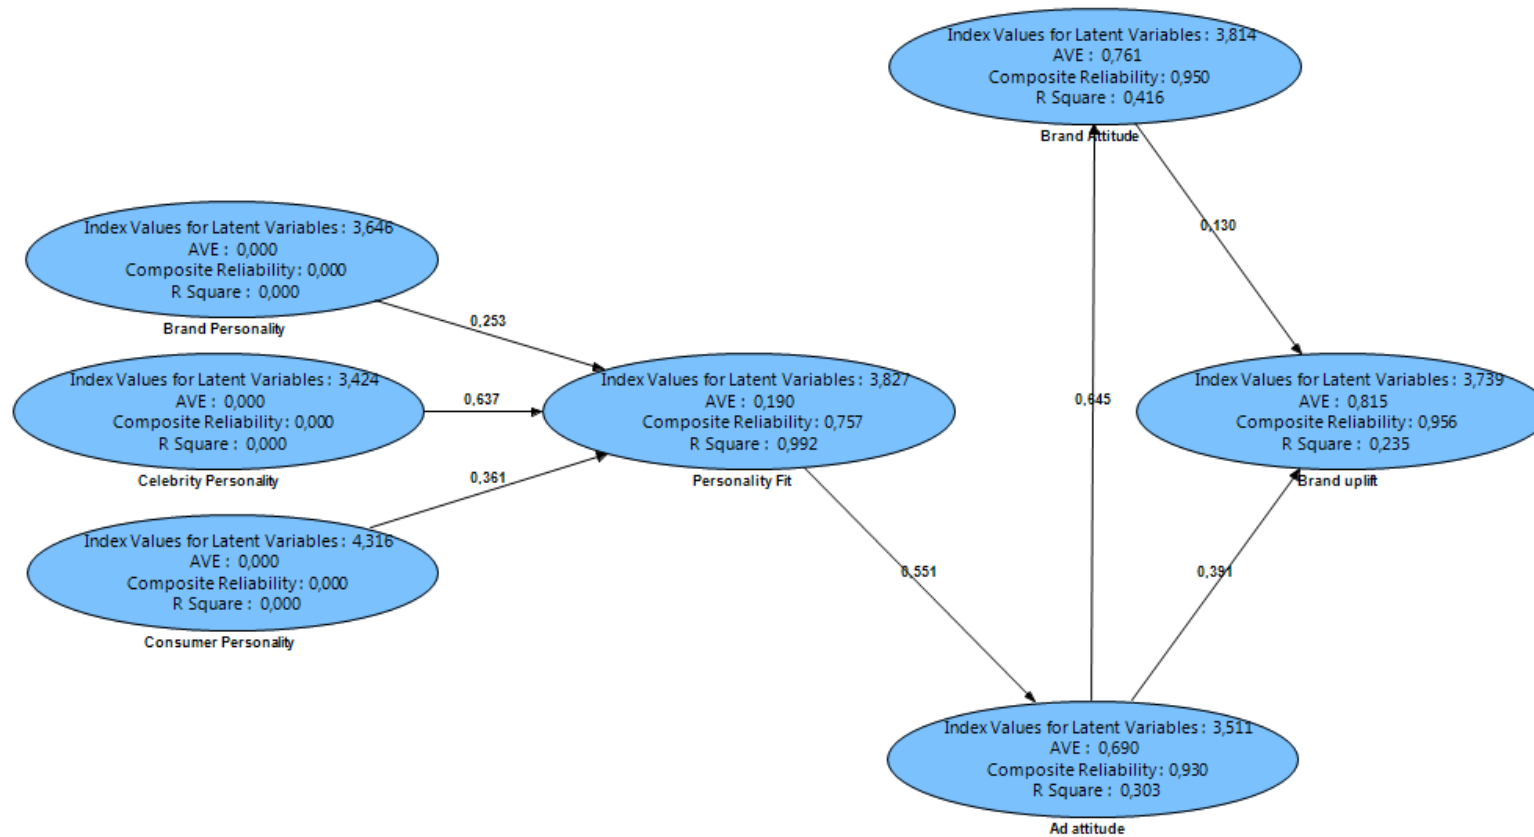 Index Values for Latent Variables : 3,814
AVE : 0,761
Composite Reliability: 0,950
R Square : 0,416
Brand Attitude
0,130
Index Values for Latent Variables : 3,646
AVE : 0,000
Composite Reliability: 0,000
R Square : 0,000
Brand Personality
0,253
Index Values for Latent Variables : 3,424
AVE : 0,000
Composite Reliability: 0,000
R Square : 0,000
Celebrity Personality
0,637
Index Values for Latent Variables : 3,827
AVE : 0,190
Composite Reliability: 0,757
R Square : 0,992
Personality Fit
0,645
Index Values for Latent Variables : 3,739
AVE : 0,815
Composite Reliability: 0,956
R Square : 0,235
Brand uplift
0,361
Index Values for Latent Variables : 4,316
AVE : 0,000
Composite Reliability: 0,000
R Square : 0,000
Consumer Personality
0,551
0,391
Index Values for Latent Variables : 3,511
AVE : 0,690
Composite Reliability: 0,930
R Square : 0,303
Ad attitude